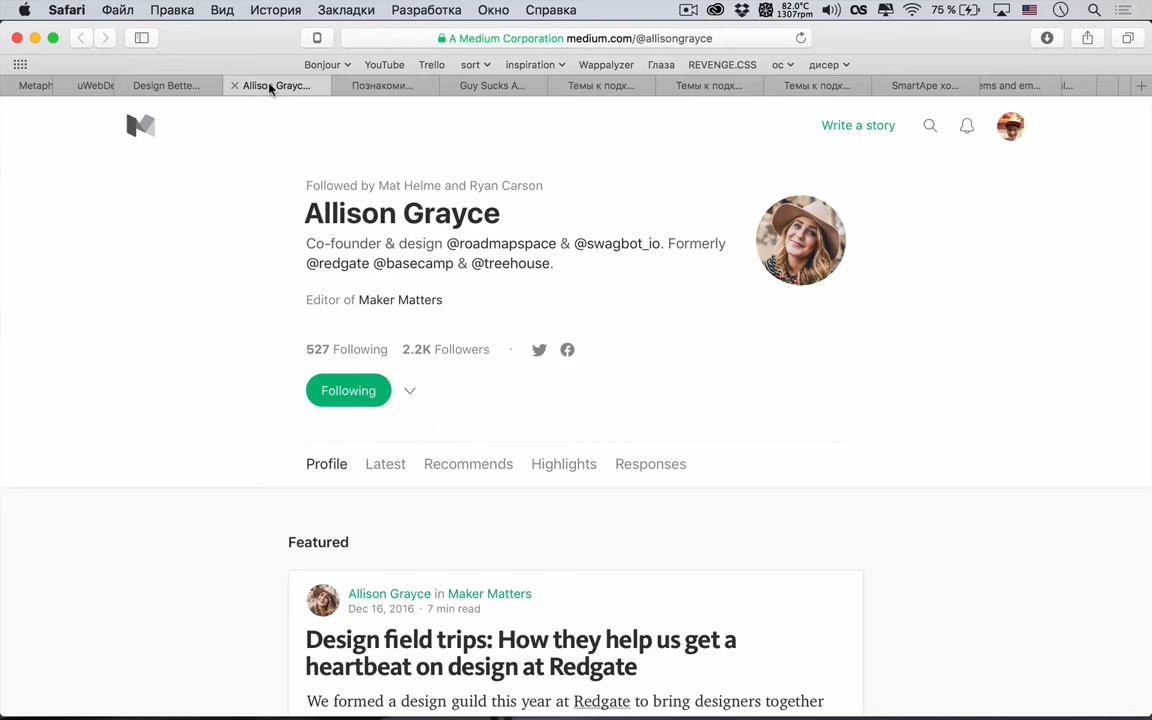 Safari Файл Правка Вид История Закладки Разработка Окно Справка 82.0°C 1307rpm 75 %
A Medium Corporation medium.com/@allisongrayce
Bonjour YouTube Trello sort inspiration Wappalyzer Глаза REVENGE.CSS ос дисер
Metaph uWebDe Design Bette... Allison Grayc... Познакоми... Guy Sucks A... Темы к подк... Темы к подк... Темы к подк... SmartApe хо... ems and em...
Write a story
Followed by Mat Helme and Ryan Carson
Allison Grayce
Co-founder & design @roadmapspace & @swagbot_io. Formerly
@redgate @basecamp & @treehouse.
Editor of Maker Matters
527 Following 2.2K Followers ·
Following
Profile Latest Recommends Highlights Responses
Featured
Allison Grayce in Maker Matters
Dec 16, 2016 · 7 min read
Design field trips: How they help us get a
heartbeat on design at Redgate
We formed a design guild this year at Redgate to bring designers together